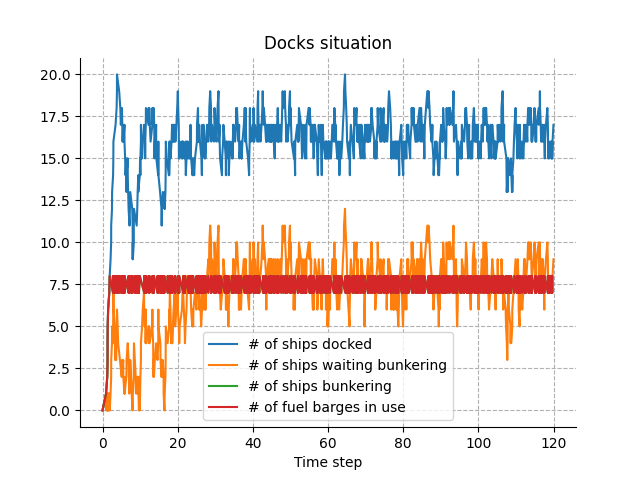 Docks situation
20.0
17.5
15.0
12.5
10.0
7.5
5.0
2.5
0.0
# of ships docked
# of ships waiting bunkering
# of ships bunkering
# of fuel barges in use
0 20 40 60 80 100 120
Time step